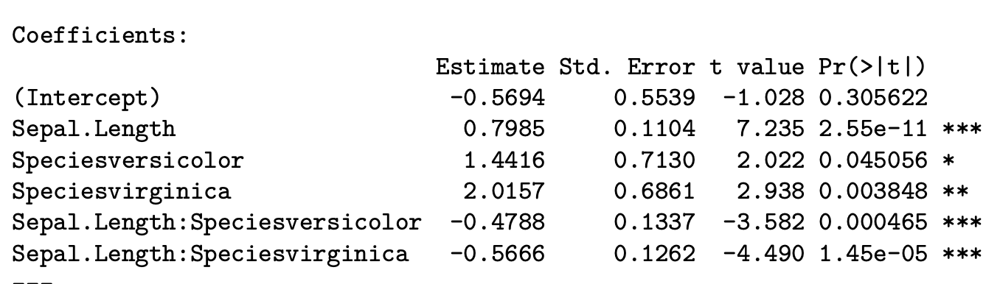 Coefficients:
Estimate Std. Error t value Pr(>|t|)
(Intercept) -0.5694 0.5539 -1.028 0.305622
Sepal.Length 0.7985 0.1104 7.235 2.55e-11 ***
Speciesversicolor 1.4416 0.7130 2.022 0.045056 *
Speciesvirginica 2.0157 0.6861 2.938 0.003848 **
Sepal.Length:Speciesversicolor -0.4788 0.1337 -3.582 0.000465 ***
Sepal.Length:Speciesvirginica -0.5666 0.1262 -4.490 1.45e-05 ***
---